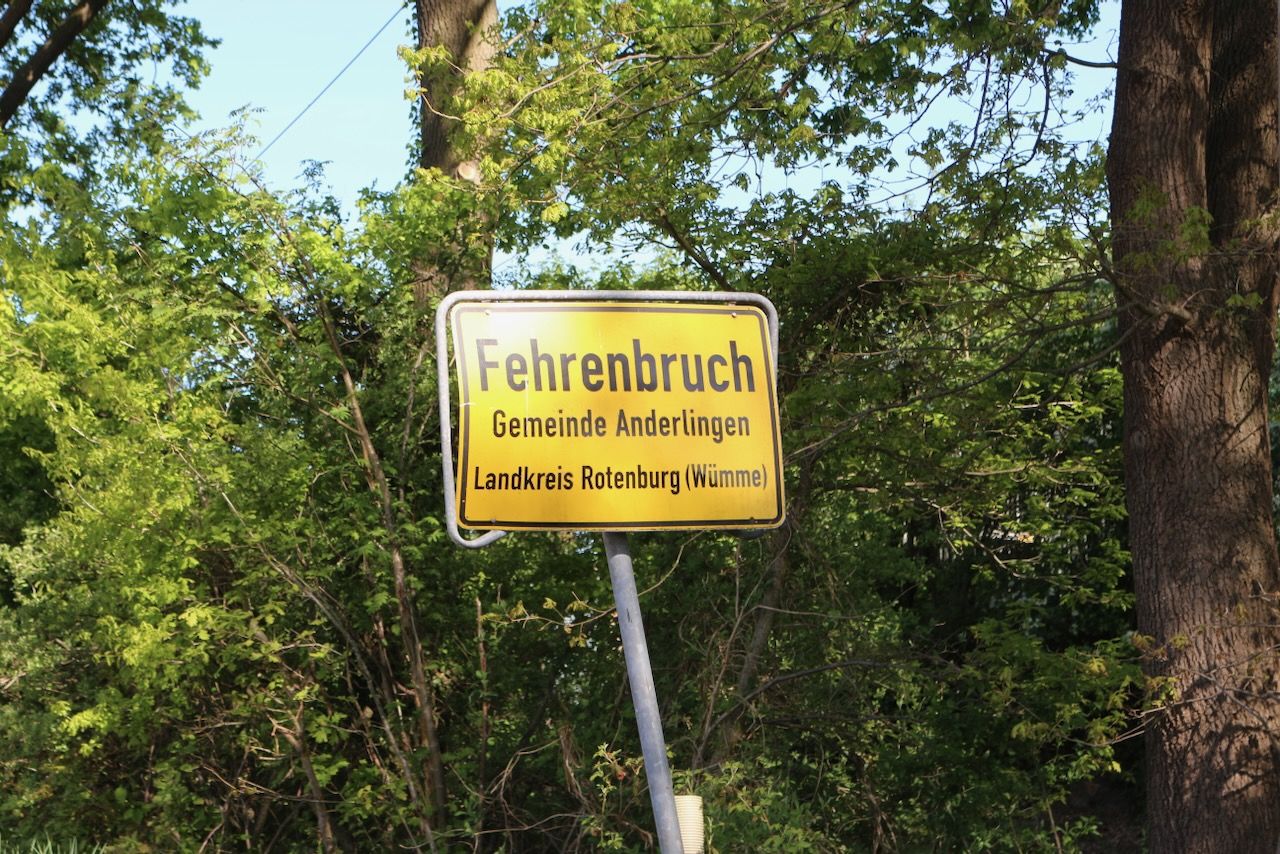 Fehrenbruch
Gemeinde Anderlingen
Landkreis Rotenburg (Wümme)